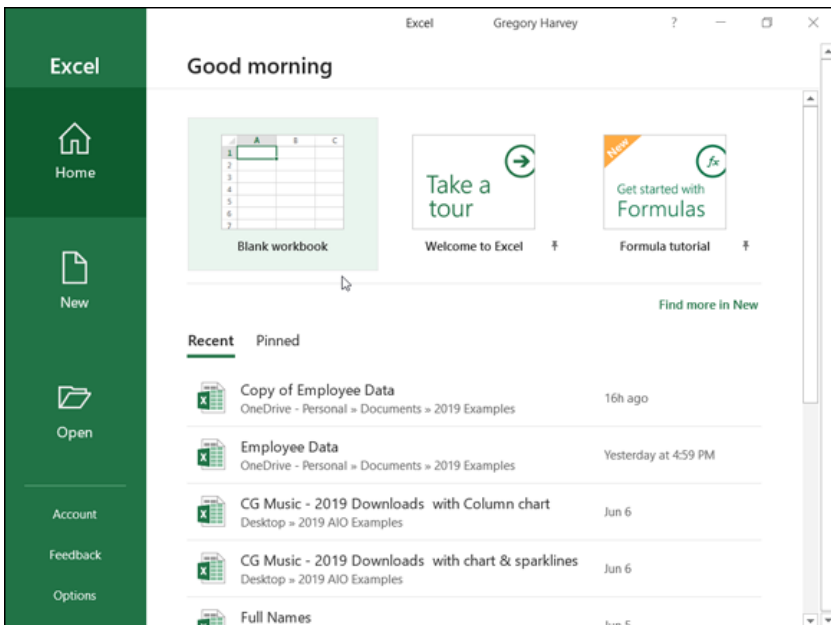 Excel Gregory Harvey ?
Excel
Good morning
Home
New
Open
Account
Feedback
Options
A B C
1
2
3
4
5
6
7
Blank workbook
Take a
tour
Welcome to Excel
New
fx
Get started with
Formulas
Formula tutorial
Find more in New
Recent Pinned
Copy of Employee Data
OneDrive - Personal » Documents » 2019 Examples
16h ago
Employee Data
OneDrive - Personal » Documents » 2019 Examples
Yesterday at 4:59 PM
CG Music - 2019 Downloads with Column chart
Desktop » 2019 AIO Examples
Jun 6
CG Music - 2019 Downloads with chart & sparklines
Desktop » 2019 AIO Examples
Jun 6
Full Names
Jun 5